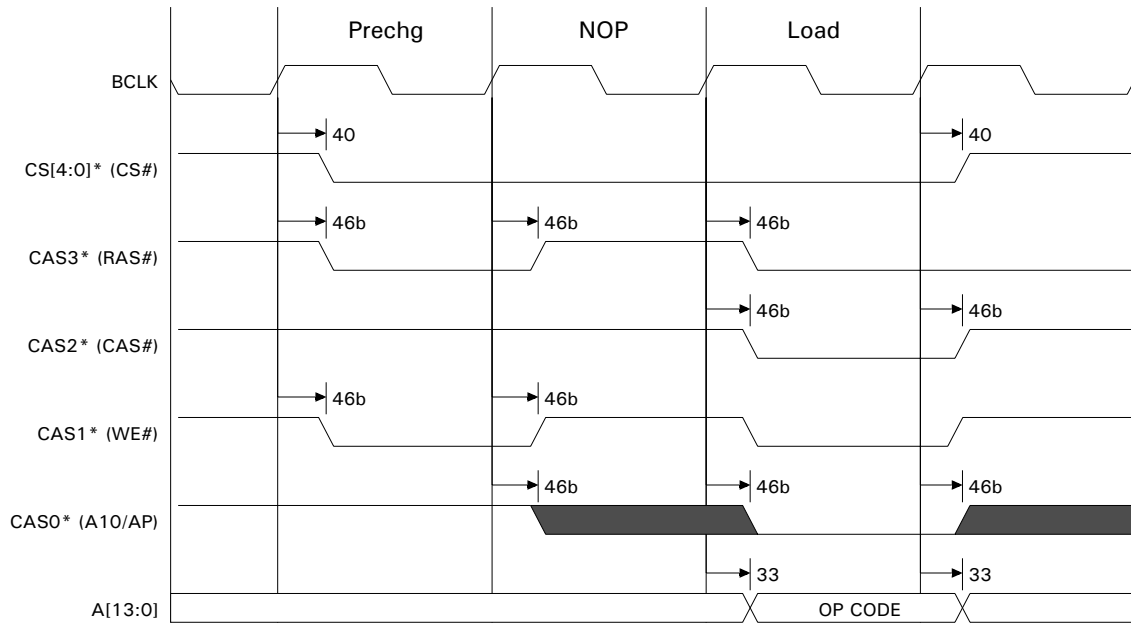 Prechg NOP Load
BCLK
40 40
CS[4:0]* (CS#)
46b 46b 46b
CAS3* (RAS#)
46b 46b
CAS2* (CAS#)
46b 46b
CAS1* (WE#)
46b 46b 46b
CAS0* (A10/AP)
33 33
A[13:0] OP CODE